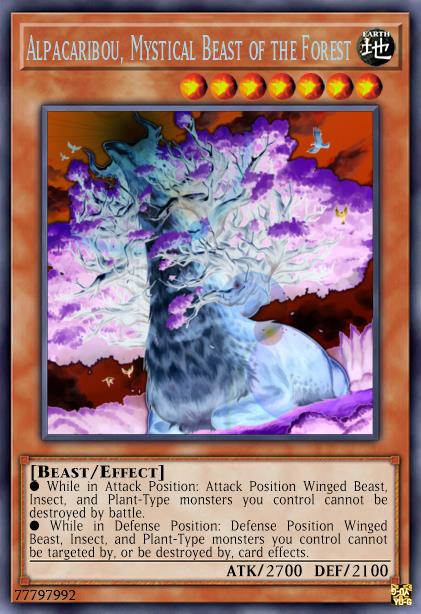 Alpacaribou, Mystical Beast of the Forest
EARTH
地
[Beast/Effect]
● While in Attack Position: Attack Position Winged Beast,
Insect, and Plant-Type monsters you control cannot be
destroyed by battle.
● While in Defense Position: Defense Position Winged
Beast, Insect, and Plant-Type monsters you control cannot
be targeted by, or be destroyed by, card effects.
ATK/2700 DEF/2100
77797992